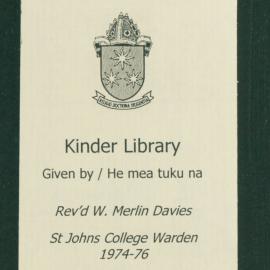 Kinder Library
Given by / He mea tuku na
Rev'd W. Merlin Davies
St Johns College Warden
1974-76